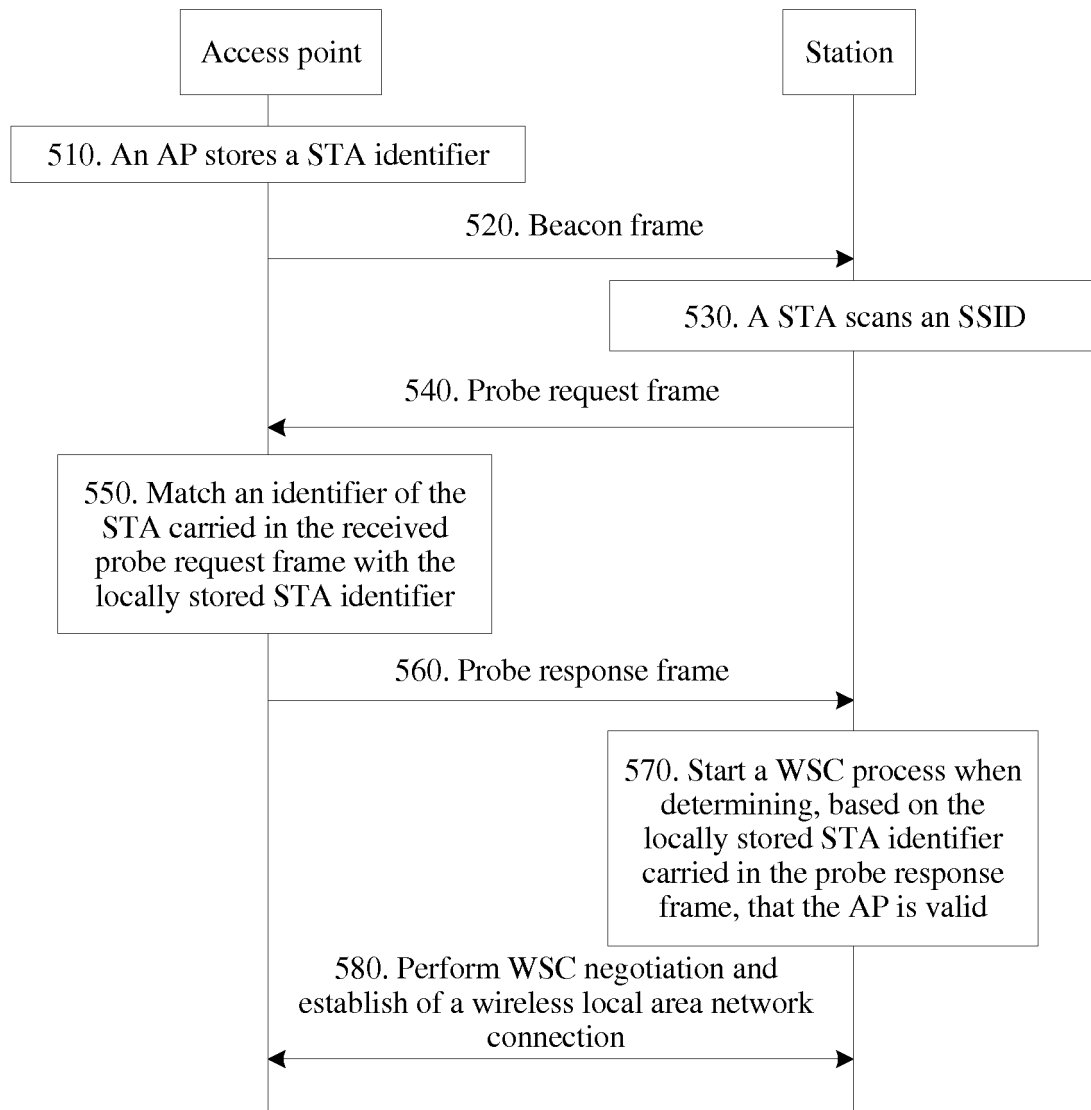 Access point
Station
510. An AP stores a STA identifier
520. Beacon frame
530. A STA scans an SSID
540. Probe request frame
550. Match an identifier of the
STA carried in the received
probe request frame with the
locally stored STA identifier
560. Probe response frame
570. Start a WSC process when
determining, based on the
locally stored STA identifier
carried in the probe response
frame, that the AP is valid
580. Perform WSC negotiation and
establish of a wireless local area network
connection